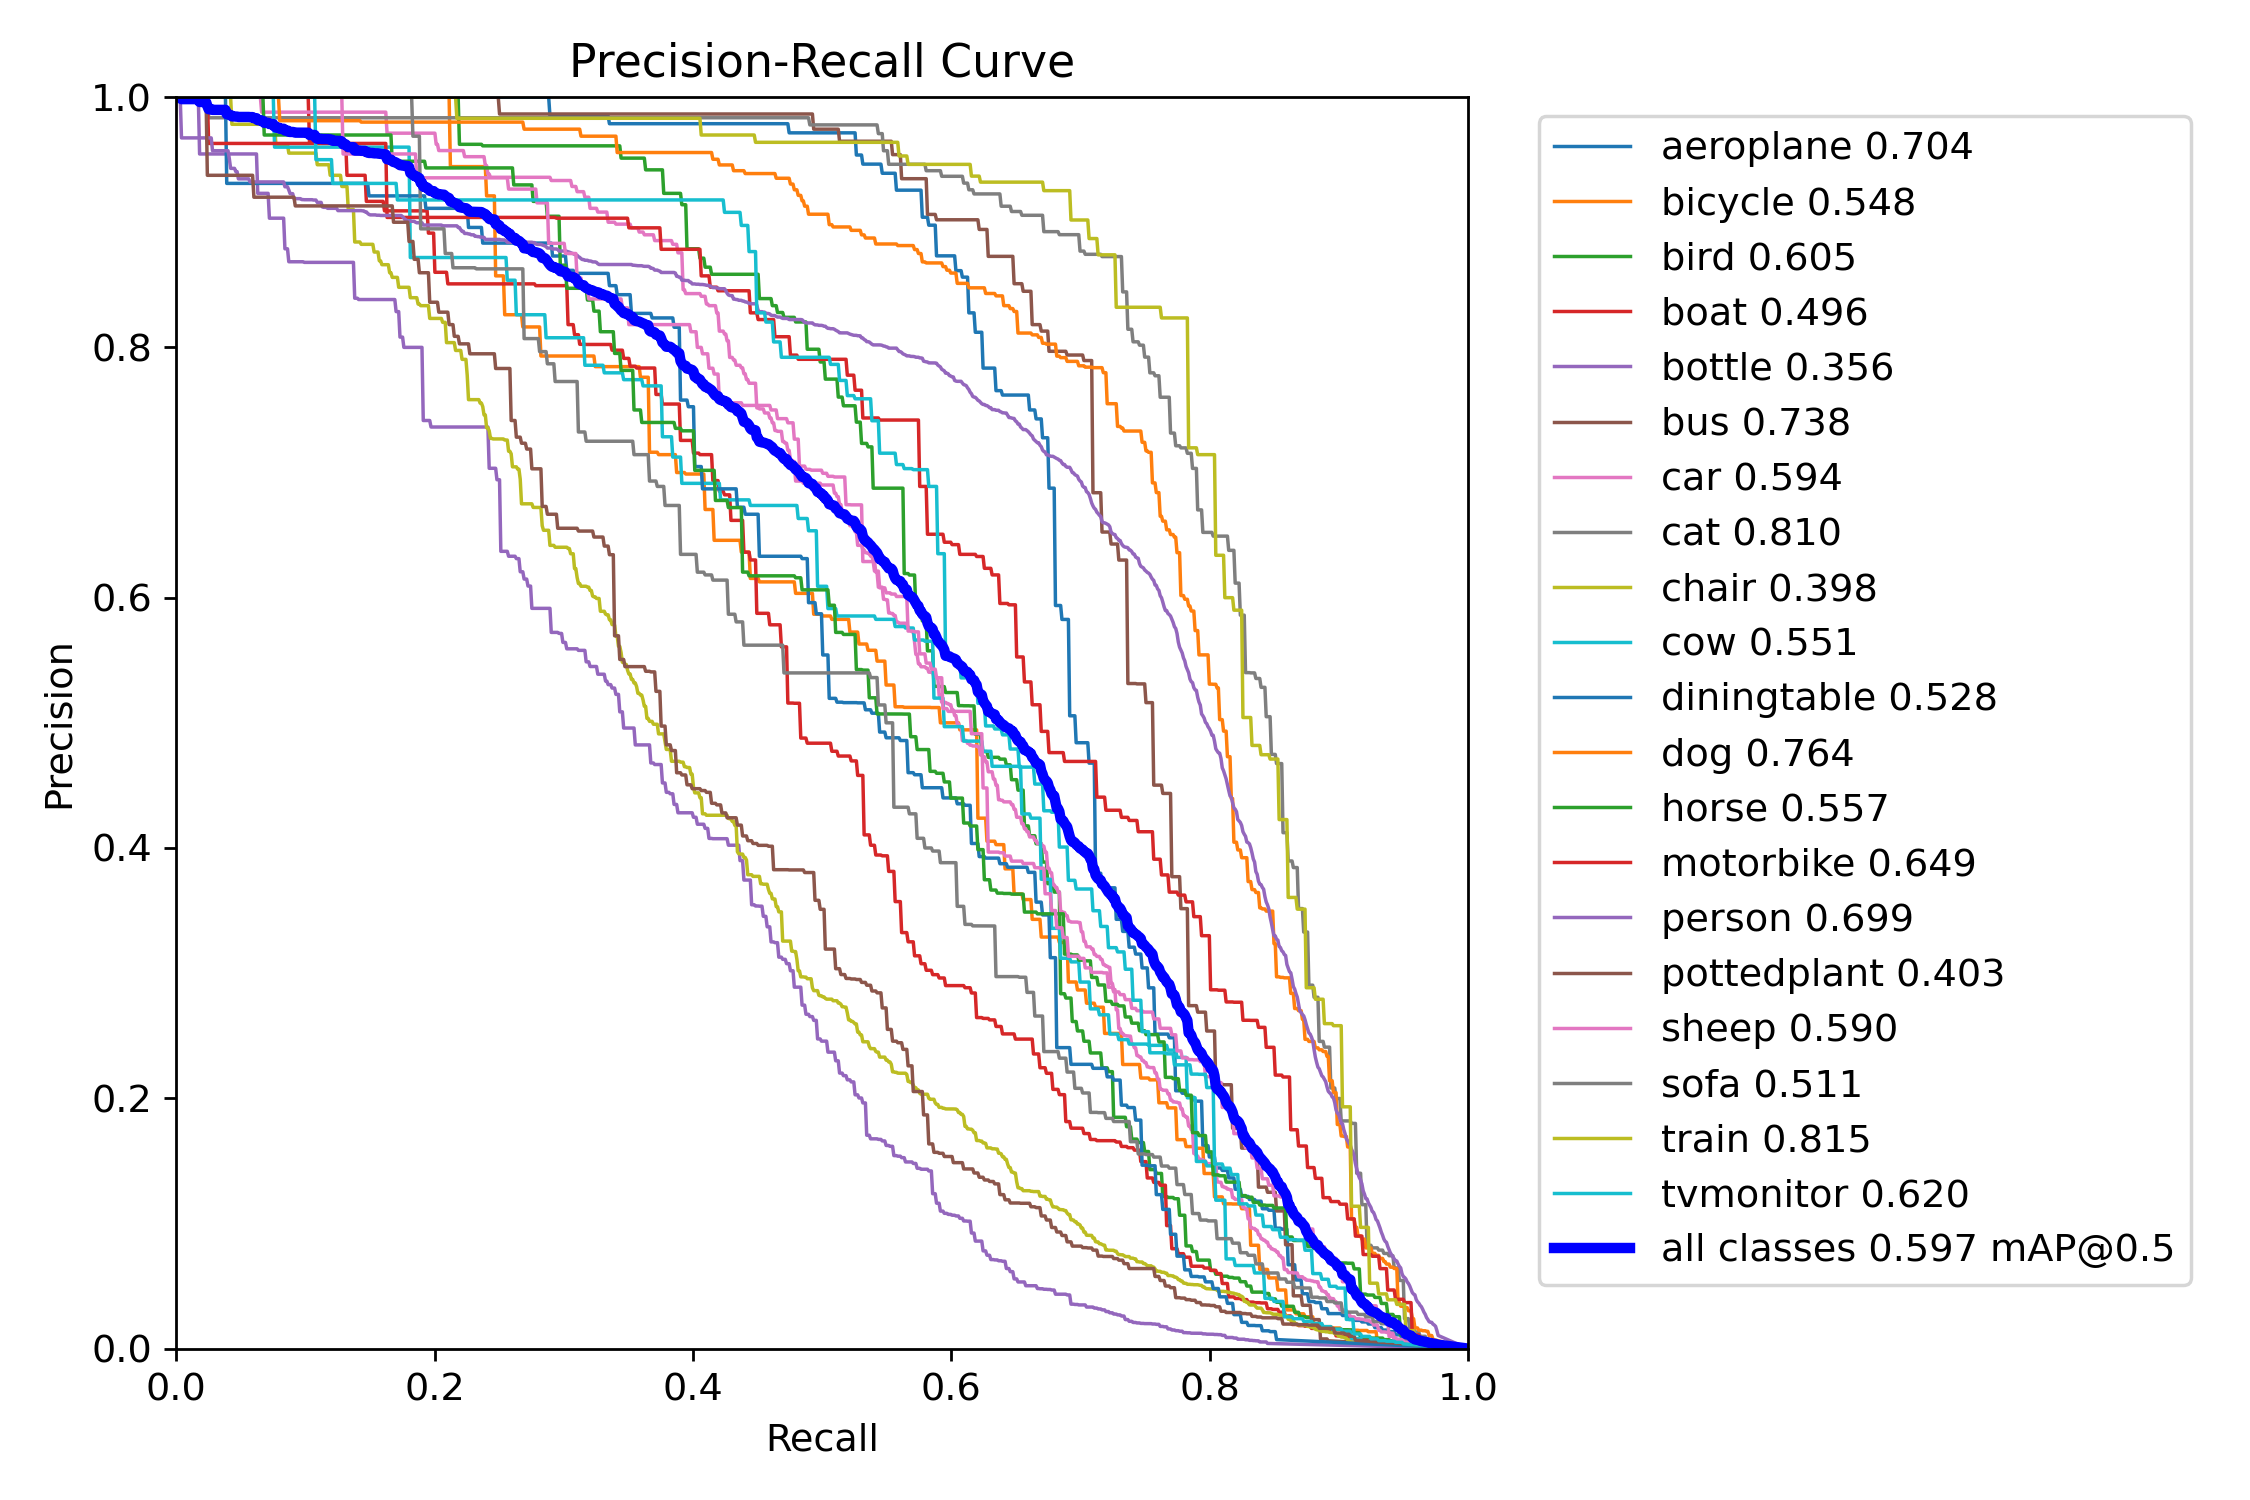 Precision-Recall Curve
1.0
0.8
0.6
0.4
0.2
0.0
Precision
0.0 0.2 0.4 0.6 0.8 1.0
Recall
aeroplane 0.704
bicycle 0.548
bird 0.605
boat 0.496
bottle 0.356
bus 0.738
car 0.594
cat 0.810
chair 0.398
cow 0.551
diningtable 0.528
dog 0.764
horse 0.557
motorbike 0.649
person 0.699
pottedplant 0.403
sheep 0.590
sofa 0.511
train 0.815
tvmonitor 0.620
all classes 0.597 mAP@0.5